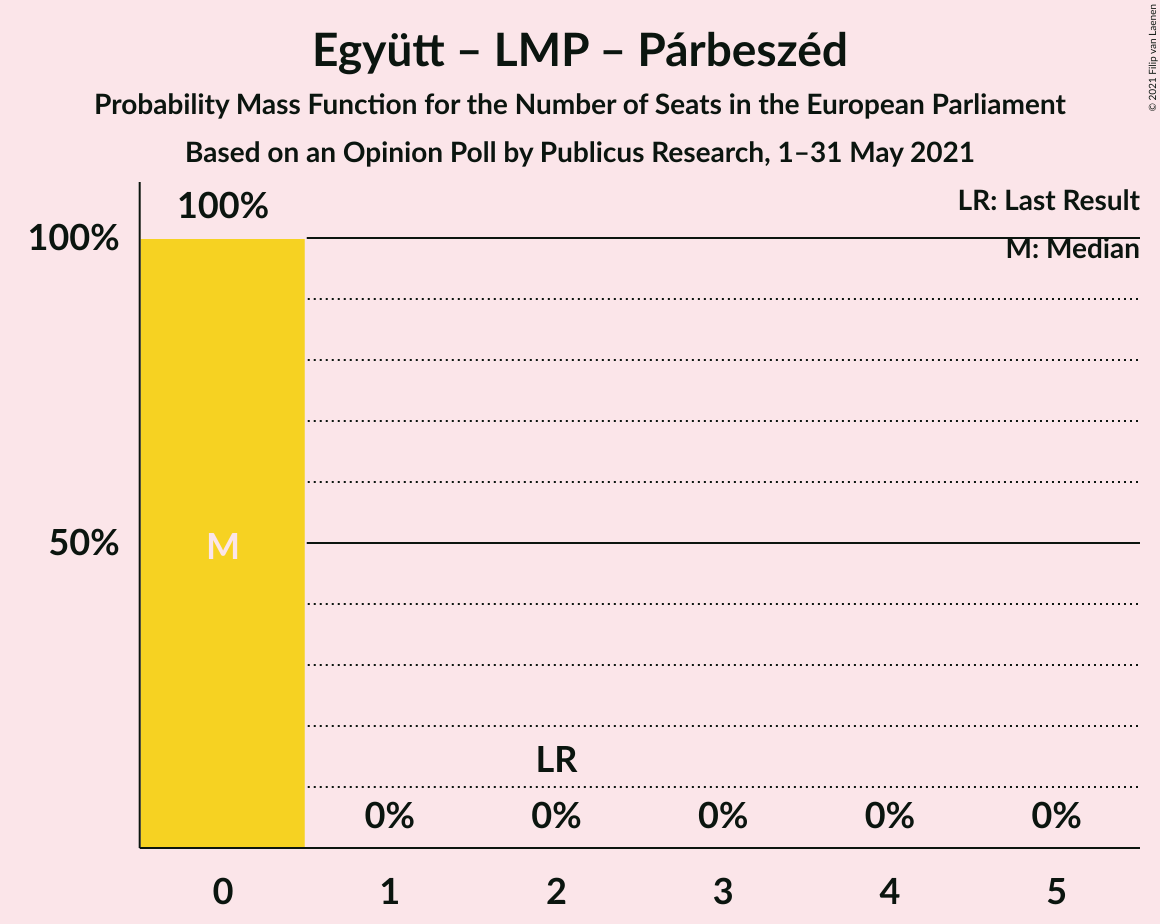 Együtt – LMP – Párbeszéd
Probability Mass Function for the Number of Seats in the European Parliament
Based on an Opinion Poll by Publicus Research, 1–31 May 2021
© 2021 Filip van Laenen
LR: Last Result
M: Median
100%
100%
50%
M
LR
0% 0% 0% 0% 0%
0 1 2 3 4 5